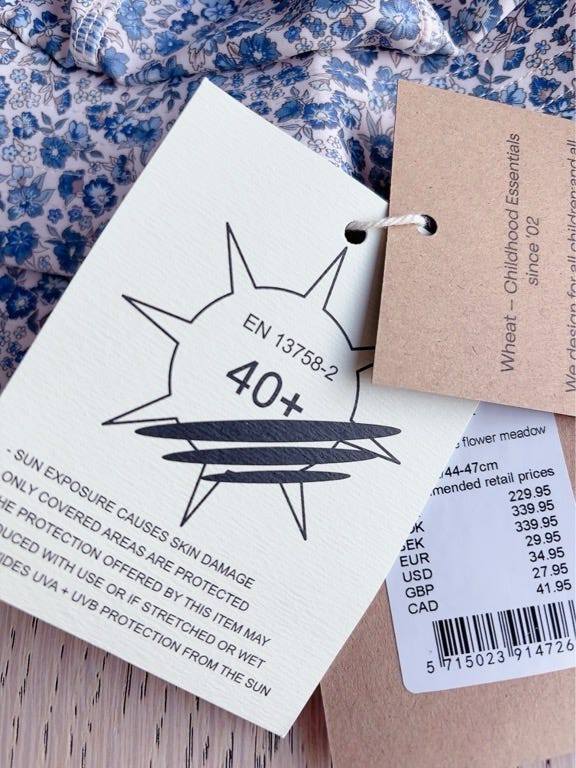 EN 13758-2
40+
- SUN EXPOSURE CAUSES SKIN DAMAGE
ONLY COVERED AREAS ARE PROTECTED
THE PROTECTION OFFERED BY THIS ITEM MAY
DUCED WITH USE OR IF STRETCHED OR WET
IDES UVA + UVB PROTECTION FROM THE SUN
Wheat – Childhood Essentials
since '02
We design for all children and all
flower meadow
/44-47cm
mended retail prices
229.95
DK 339.95
SEK 339.95
EUR 29.95
USD 34.95
GBP 27.95
CAD 41.95
5 715023 914726